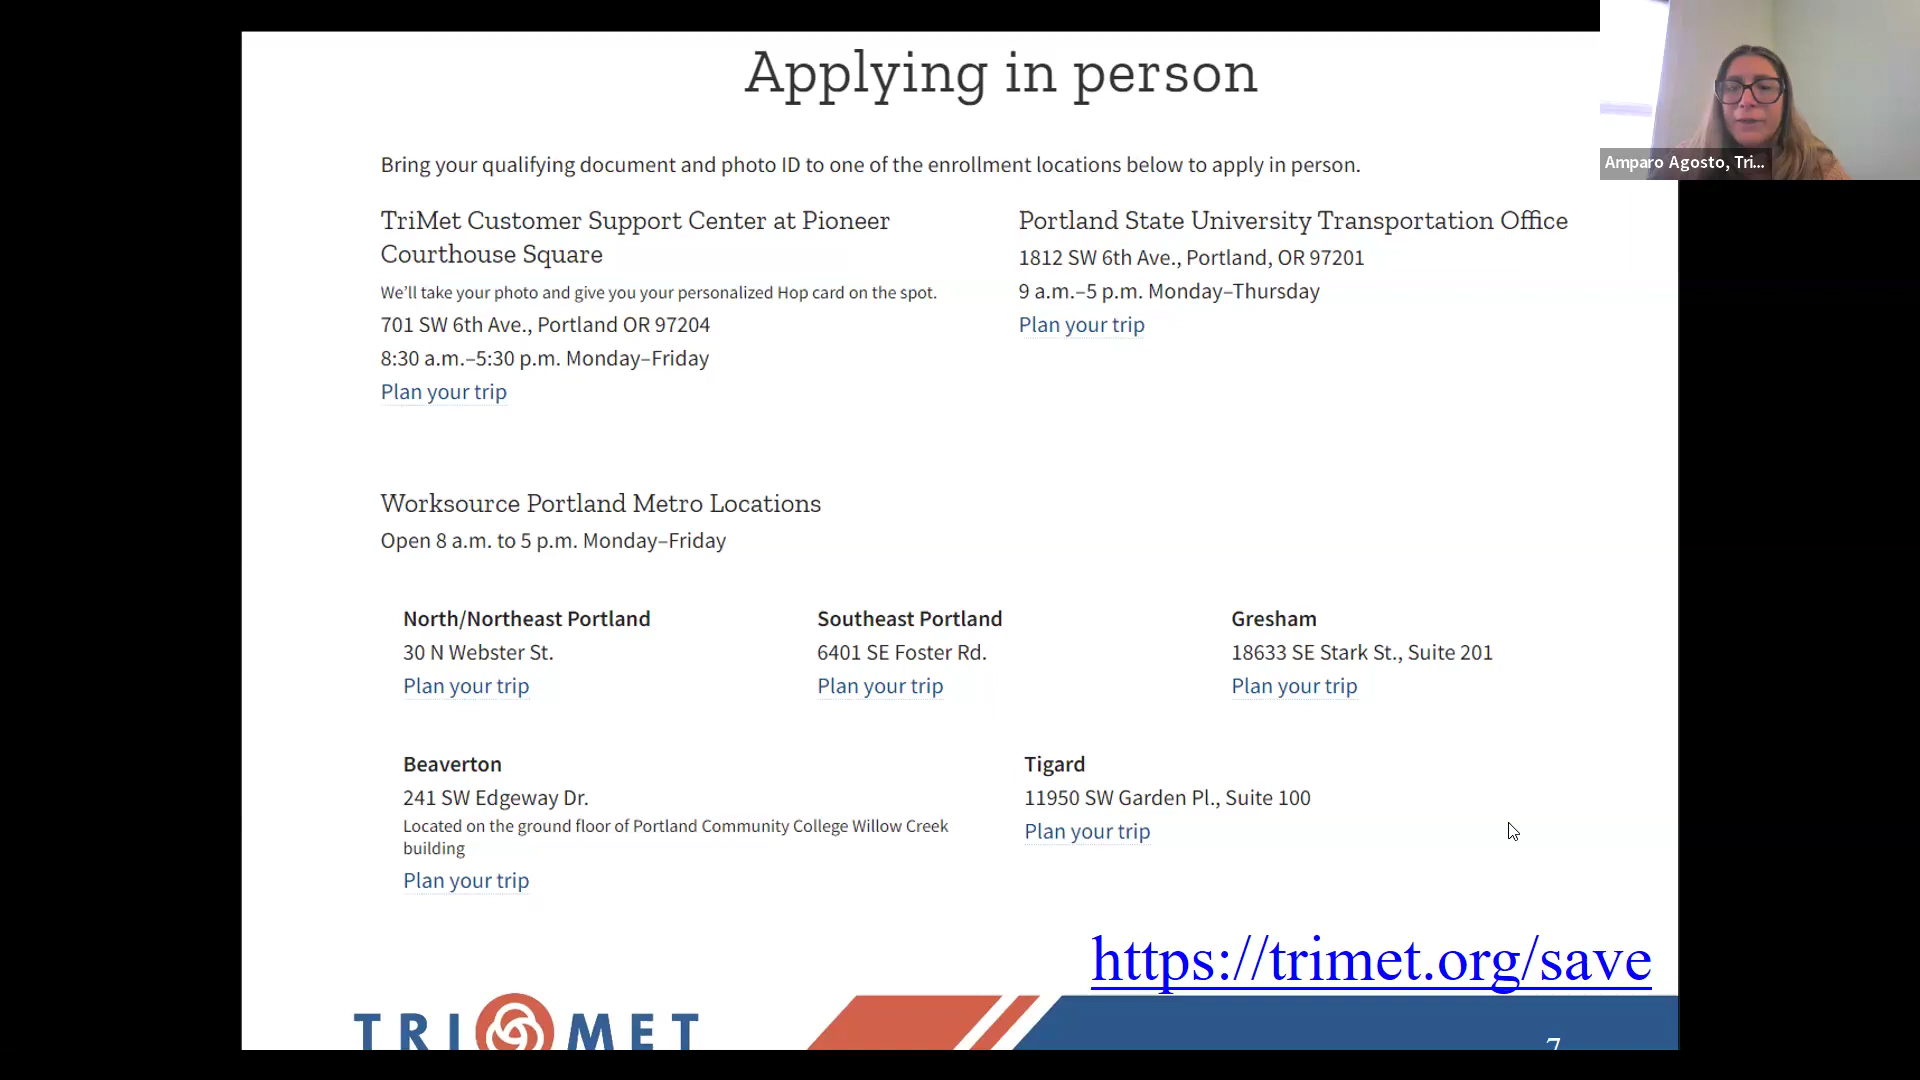 Applying in person
Amparo Agosto, Tri...
Bring your qualifying document and photo ID to one of the enrollment locations below to apply in person.
TriMet Customer Support Center at Pioneer
Courthouse Square
We'll take your photo and give you your personalized Hop card on the spot.
701 SW 6th Ave., Portland OR 97204
8:30 a.m.–5:30 p.m. Monday–Friday
Plan your trip
Portland State University Transportation Office
1812 SW 6th Ave., Portland, OR 97201
9 a.m.–5 p.m. Monday–Thursday
Plan your trip
Worksource Portland Metro Locations
Open 8 a.m. to 5 p.m. Monday–Friday
North/Northeast Portland
30 N Webster St.
Plan your trip
Southeast Portland
6401 SE Foster Rd.
Plan your trip
Gresham
18633 SE Stark St., Suite 201
Plan your trip
Beaverton
241 SW Edgeway Dr.
Located on the ground floor of Portland Community College Willow Creek
building
Plan your trip
Tigard
11950 SW Garden Pl., Suite 100
Plan your trip
https://trimet.org/save
TRI MET
7